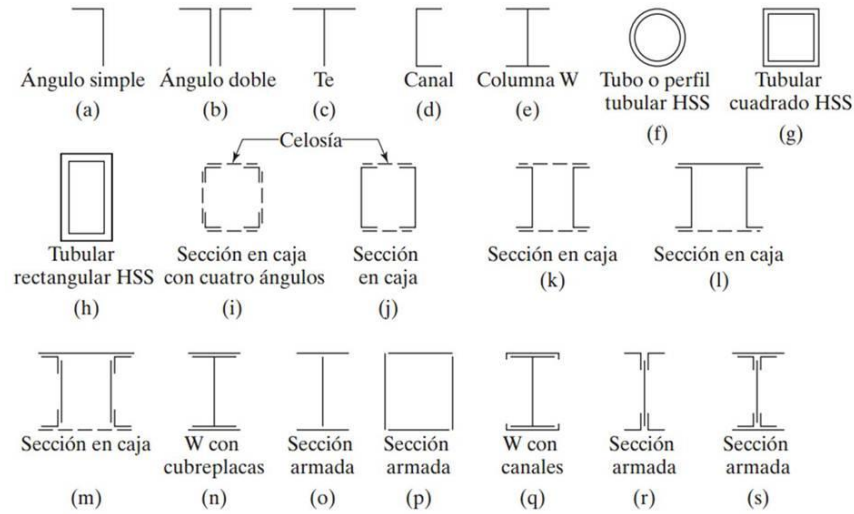 Ángulo simple
(a)
Ángulo doble
(b)
Te
(c)
Canal
(d)
Columna W
(e)
Tubo o perfil
tubular HSS
(f)
Tubular
cuadrado HSS
(g)
Celosía
Tubular
rectangular HSS
(h)
Sección en caja
con cuatro ángulos
(i)
Sección
en caja
(j)
Sección en caja
(k)
Sección en caja
(l)
Sección en caja
(m)
W con
cubreplacas
(n)
Sección
armada
(o)
Sección
armada
(p)
W con
canales
(q)
Sección
armada
(r)
Sección
armada
(s)